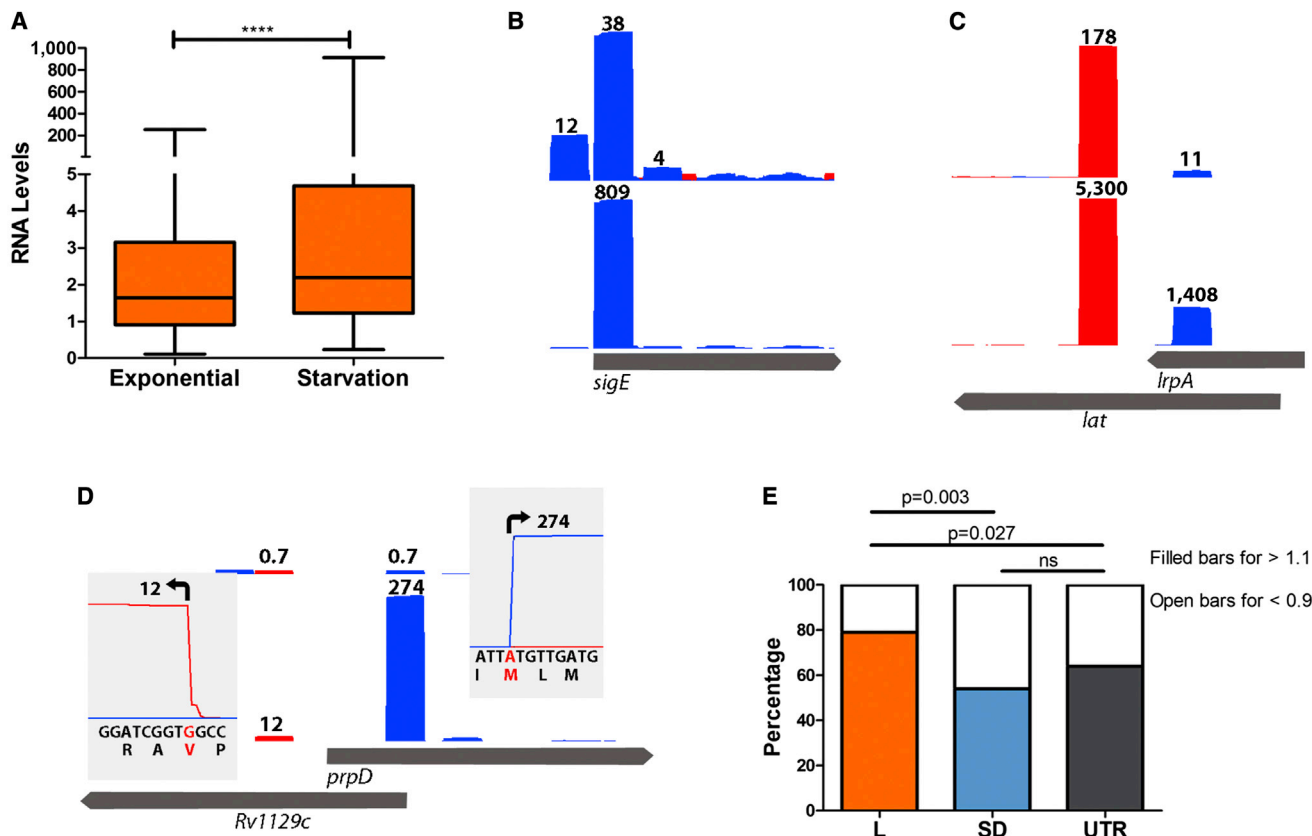 A
****
1,000
800
600
400
200
5
4
3
2
1
0
RNA Levels
Exponential
Starvation
B
38
12
4
809
sigE
C
178
11
5,300
1,408
lrpA
lat
D
0.7
0.7
274
12
274
12
GGATCGGTGGCC
R A V P
ATTATGTTGATG
I M L M
prpD
Rv1129c
E
p=0.003
p=0.027
ns
Filled bars for > 1.1
Open bars for < 0.9
100
80
60
40
20
0
Percentage
L
SD
UTR